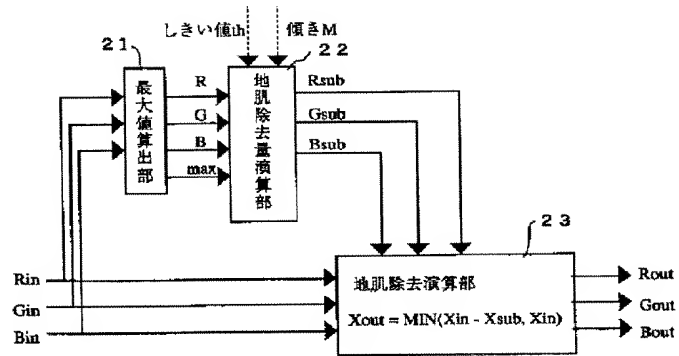 しきい値th
傾きM
21
22
最大値算出部
R
G
B
max
地肌除去量演算部
Rsub
Gsub
Bsub
23
Rin
Gin
Bin
地肌除去演算部
Xout = MIN(Xin - Xsub, Xin)
Rout
Gout
Bout